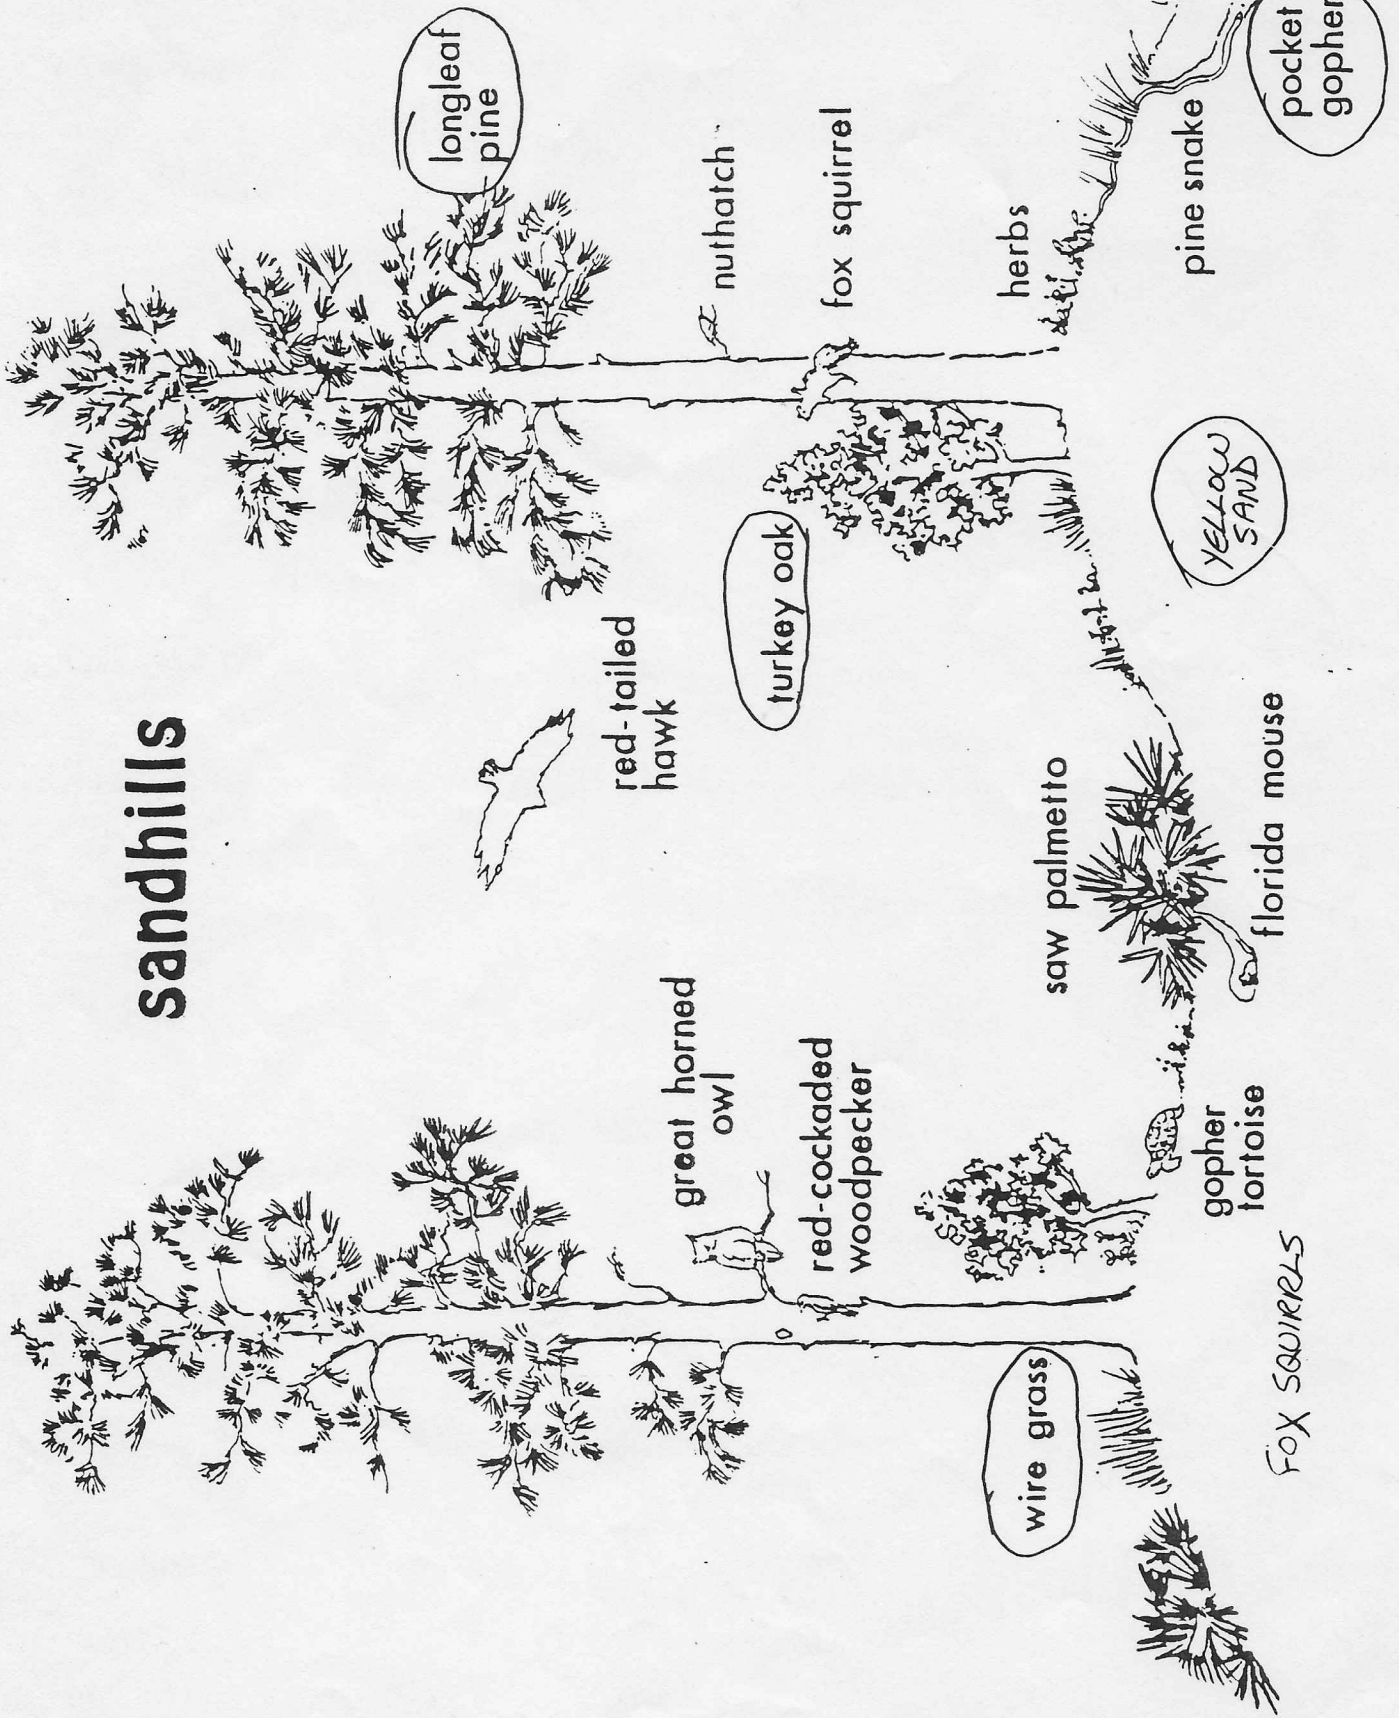 sandhills
longleaf
pine
red-tailed
hawk
great horned
owl
nuthatch
turkey oak
red-cockaded
woodpecker
fox squirrel
wire grass
saw palmetto
herbs
gopher
tortoise
florida mouse
YELLOW
SAND
pine snake
pocket
gopher
FOX SQUIRRLS